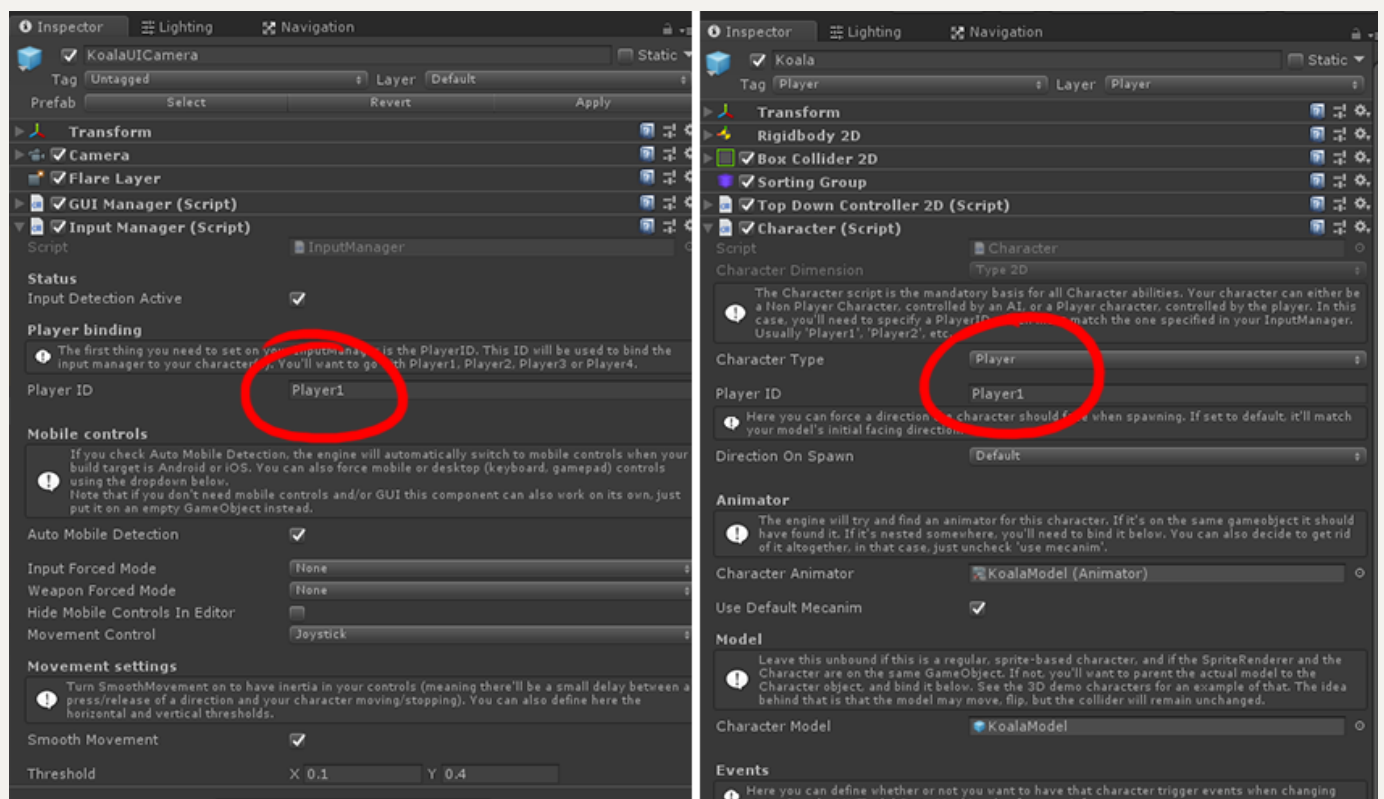 Inspector Lighting Navigation
KoalaUICamera Static
Tag Untagged Layer Default
Prefab Select Revert Apply
Transform
Camera
Flare Layer
GUI Manager (Script)
Input Manager (Script)
Script InputManager
Status
Input Detection Active
Player binding
The first thing you need to set on your InputManager is the PlayerID. This ID will be used to bind the
input manager to your character(s). You'll want to go with Player1, Player2, Player3 or Player4.
Player ID Player1
Mobile controls
If you check Auto Mobile Detection, the engine will automatically switch to mobile controls when your
build target is Android or iOS. You can also force mobile or desktop (keyboard, gamepad) controls
using the dropdown below.
Note that if you don't need mobile controls and/or GUI this component can also work on its own, just
put it on an empty GameObject instead.
Auto Mobile Detection
Input Forced Mode None
Weapon Forced Mode None
Hide Mobile Controls In Editor
Movement Control Joystick
Movement settings
Turn SmoothMovement on to have inertia in your controls (meaning there'll be a small delay between a
press/release of a direction and your character moving/stopping). You can also define here the
horizontal and vertical thresholds.
Smooth Movement
Threshold X 0.1 Y 0.4
Inspector Lighting Navigation
Koala Static
Tag Player Layer Player
Transform
Rigidbody 2D
Box Collider 2D
Sorting Group
Top Down Controller 2D (Script)
Character (Script)
Script Character
Character Dimension Type 2D
The Character script is the mandatory basis for all Character abilities. Your character can either be
a Non Player Character, controlled by an AI, or a Player character, controlled by the player. In this
case, you'll need to specify a PlayerID, match the one specified in your InputManager.
Usually 'Player1', 'Player2', etc.
Character Type Player
Player ID Player1
Here you can force a direction the character should face when spawning. If set to default, it'll match
your model's initial facing direction.
Direction On Spawn Default
Animator
The engine will try and find an animator for this character. If it's on the same gameobject it should
have found it. If it's nested somewhere, you'll need to bind it below. You can also decide to get rid
of it altogether, in that case, just uncheck 'use mecanim'.
Character Animator KoalaModel (Animator)
Use Default Mecanim
Model
Leave this unbound if this is a regular, sprite-based character, and if the SpriteRenderer and the
Character are on the same GameObject. If not, you'll want to parent the actual model to the
Character object, and bind it below. See the 3D demo characters for an example of that. The idea
behind that is that the model may move, flip, but the collider will remain unchanged.
Character Model KoalaModel
Events
Here you can define whether or not you want to have that character trigger events when changing